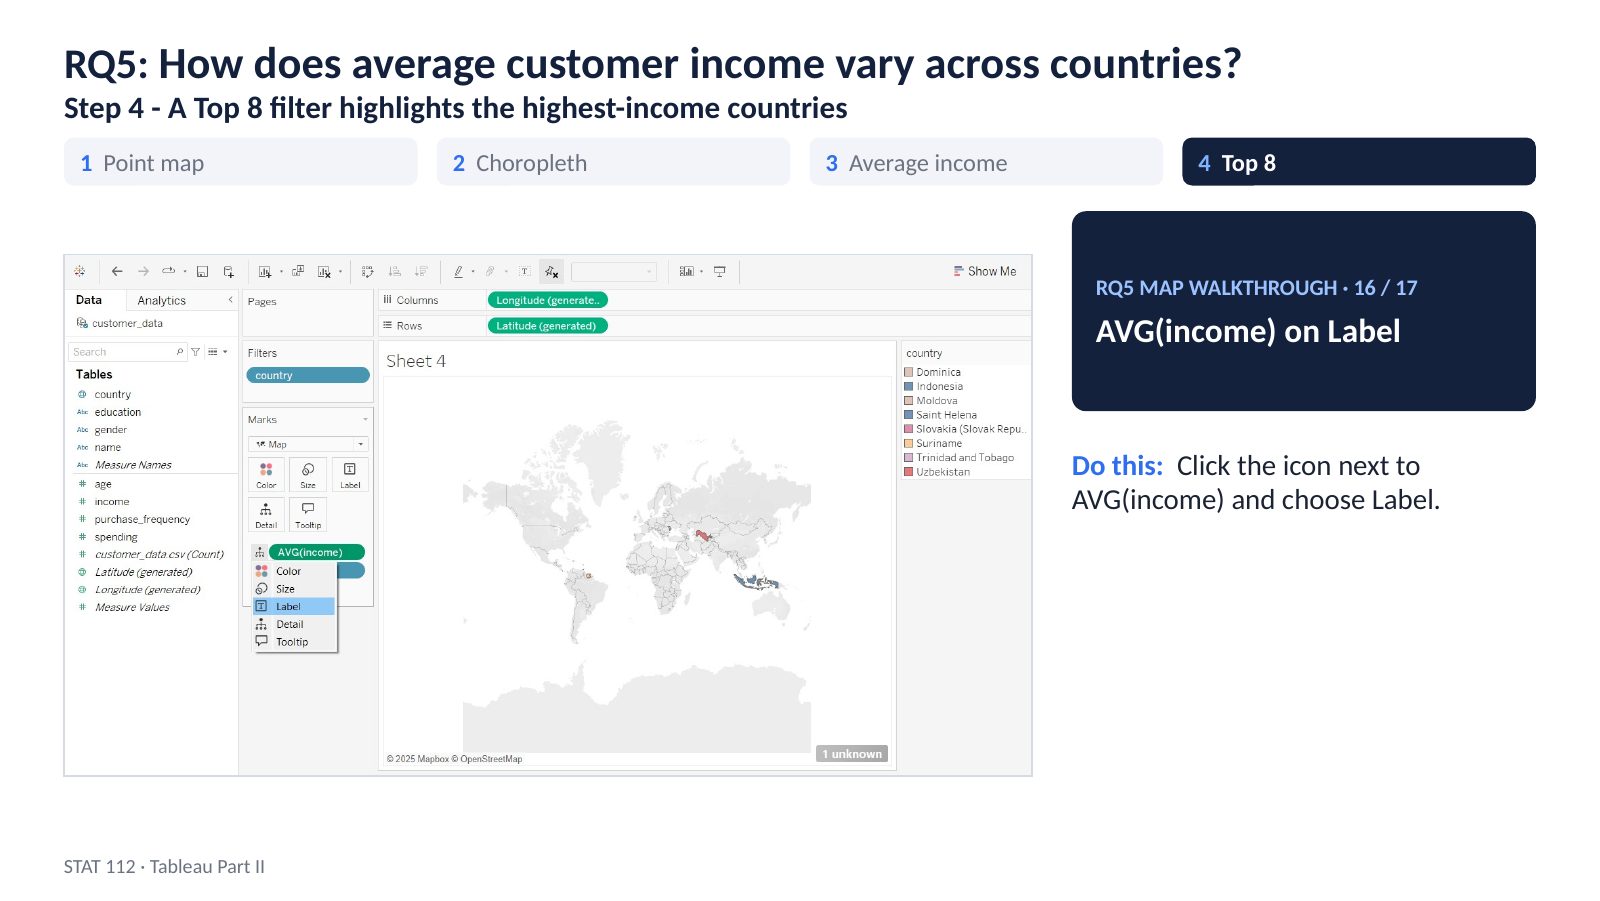 RQ5: How does average customer income vary across countries?
Step 4 - A Top 8 filter highlights the highest-income countries
1 Point map
2 Choropleth
3 Average income
4 Top 8
Show Me
Data
Analytics
customer_data
Search
Tables
country
education
gender
name
Measure Names
age
income
purchase_frequency
spending
customer_data.csv (Count)
Latitude (generated)
Longitude (generated)
Measure Values
Pages
Filters
country
Marks
Map
Color
Size
Label
Detail
Tooltip
AVG(income)
Color
Size
Label
Detail
Tooltip
Columns
Longitude (generate..
Rows
Latitude (generated)
Sheet 4
© 2025 Mapbox © OpenStreetMap
1 unknown
country
Dominica
Indonesia
Moldova
Saint Helena
Slovakia (Slovak Repu..
Suriname
Trinidad and Tobago
Uzbekistan
RQ5 MAP WALKTHROUGH · 16 / 17
AVG(income) on Label
Do this: Click the icon next to
AVG(income) and choose Label.
STAT 112 · Tableau Part II